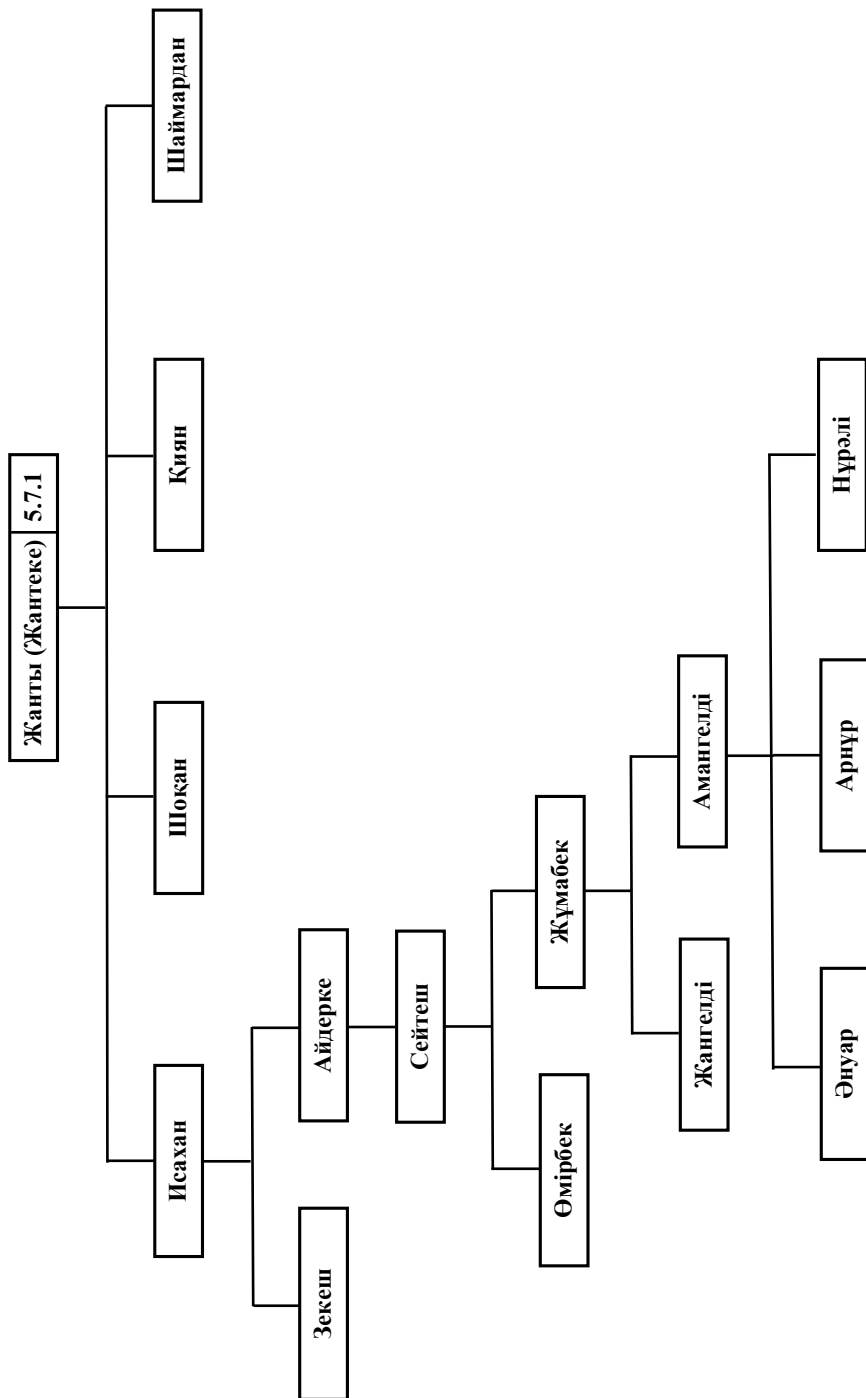 Жанты (Жантеке) 5.7.1
Исахан
Шоқан
Қиян
Шаймардан
Зекеш
Айдерке
Сейтеш
Өмірбек
Жұмабек
Жангелді
Амангелді
Әнуар
Арнұр
Нұрәлі